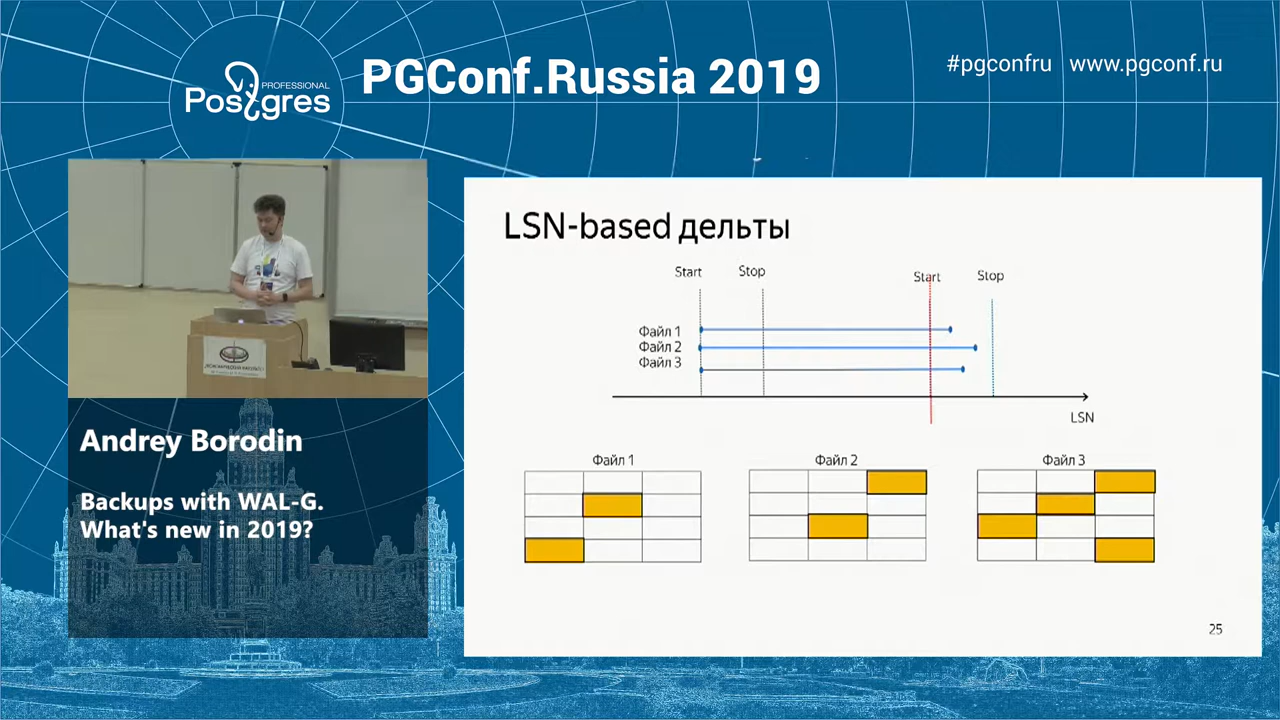 PROFESSIONAL
Postgres
PGConf.Russia 2019
#pgconfru www.pgconf.ru
LSN-based дельты
Start Stop Start Stop
Файл 1
Файл 2
Файл 3
LSN
Файл 1 Файл 2 Файл 3
25
Andrey Borodin
Backups with WAL-G.
What's new in 2019?